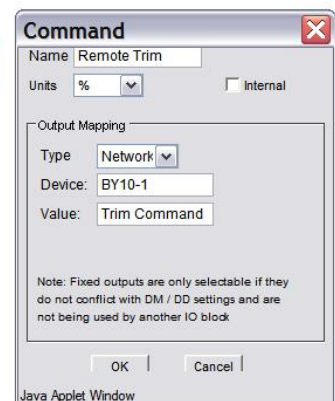 Command
Name Remote Trim
Units % Internal
Output Mapping
Type Network
Device: BY10-1
Value: Trim Command
Note: Fixed outputs are only selectable if they
do not conflict with DM / DD settings and are
not being used by another IO block
OK Cancel
Java Applet Window